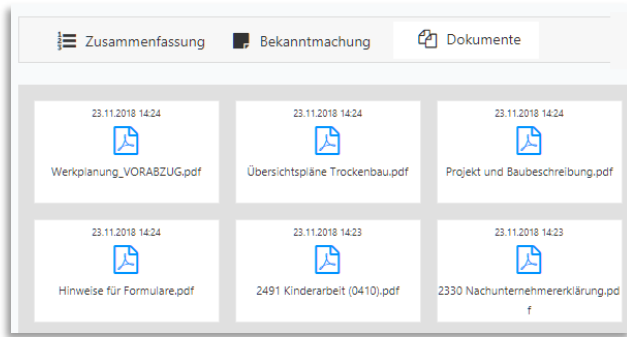 Zusammenfassung Bekanntmachung Dokumente
23.11.2018 14:24 23.11.2018 14:24 23.11.2018 14:24
Werkplanung_VORABZUG.pdf Übersichtspläne Trockenbau.pdf Projekt und Baubeschreibung.pdf
23.11.2018 14:24 23.11.2018 14:23 23.11.2018 14:23
Hinweise für Formulare.pdf 2491 Kinderarbeit (0410).pdf 2330 Nachunternehmererklärung.pd
f